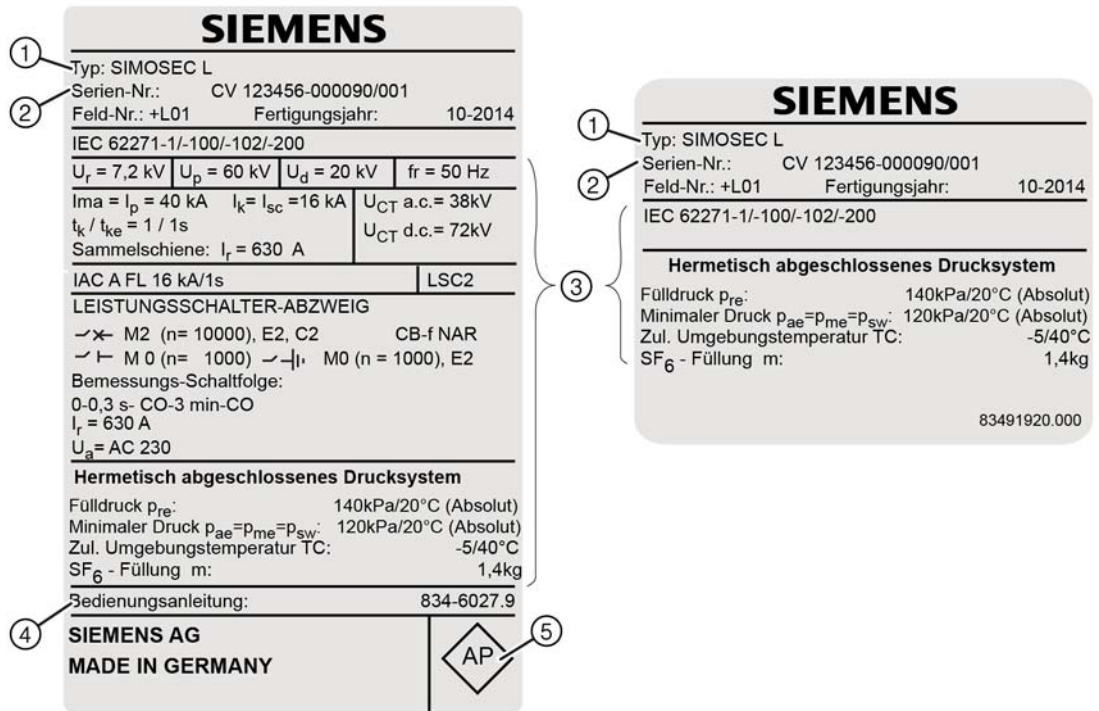 SIEMENS
1
Typ: SIMOSEC L
2
Serien-Nr.: CV 123456-000090/001
Feld-Nr.: +L01 Fertigungsjahr: 10-2014
IEC 62271-1/-100/-102/-200
Ur = 7,2 kV Up = 60 kV Ud = 20 kV fr = 50 Hz
Ima = Ip = 40 kA Ik= Isc =16 kA UCT a.c.= 38kV
tk / tke = 1 / 1s UCT d.c.= 72kV
Sammelschiene: Ir = 630 A
IAC A FL 16 kA/1s LSC2
LEISTUNGSSCHALTER-ABZWEIG
M2 (n= 10000), E2, C2 CB-f NAR
M 0 (n= 1000) M0 (n = 1000), E2
Bemessungs-Schaltfolge:
0-0,3 s- CO-3 min-CO
Ir = 630 A
Ua= AC 230
Hermetisch abgeschlossenes Drucksystem
Fülldruck pre: 140kPa/20°C (Absolut)
Minimaler Druck pae=pme=psw: 120kPa/20°C (Absolut)
Zul. Umgebungstemperatur TC: -5/40°C
SF6 - Füllung m: 1,4kg
4
Bedienungsanleitung: 834-6027.9
SIEMENS AG
MADE IN GERMANY
AP
5
3
SIEMENS
1
Typ: SIMOSEC L
2
Serien-Nr.: CV 123456-000090/001
Feld-Nr.: +L01 Fertigungsjahr: 10-2014
IEC 62271-1/-100/-102/-200
Hermetisch abgeschlossenes Drucksystem
Fülldruck pre: 140kPa/20°C (Absolut)
Minimaler Druck pae=pme=psw: 120kPa/20°C (Absolut)
Zul. Umgebungstemperatur TC: -5/40°C
SF6 - Füllung m: 1,4kg
83491920.000